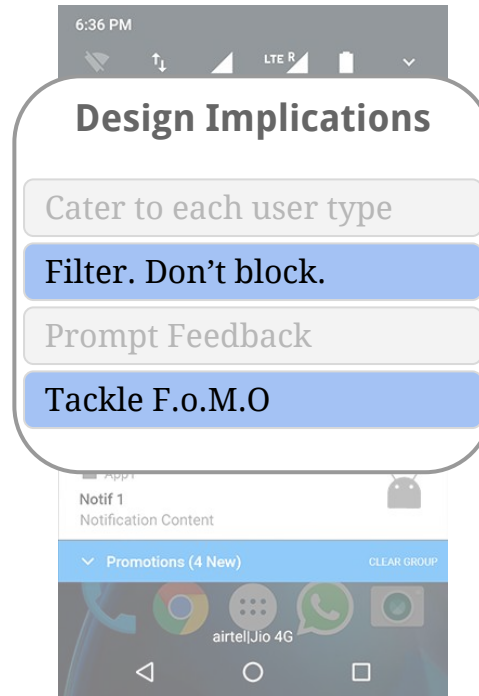 6:36 PM
LTE R
Design Implications
Cater to each user type
Filter. Don’t block.
Prompt Feedback
Tackle F.o.M.O
App1
Notif 1
Notification Content
Promotions (4 New) CLEAR GROUP
airtel|Jio 4G